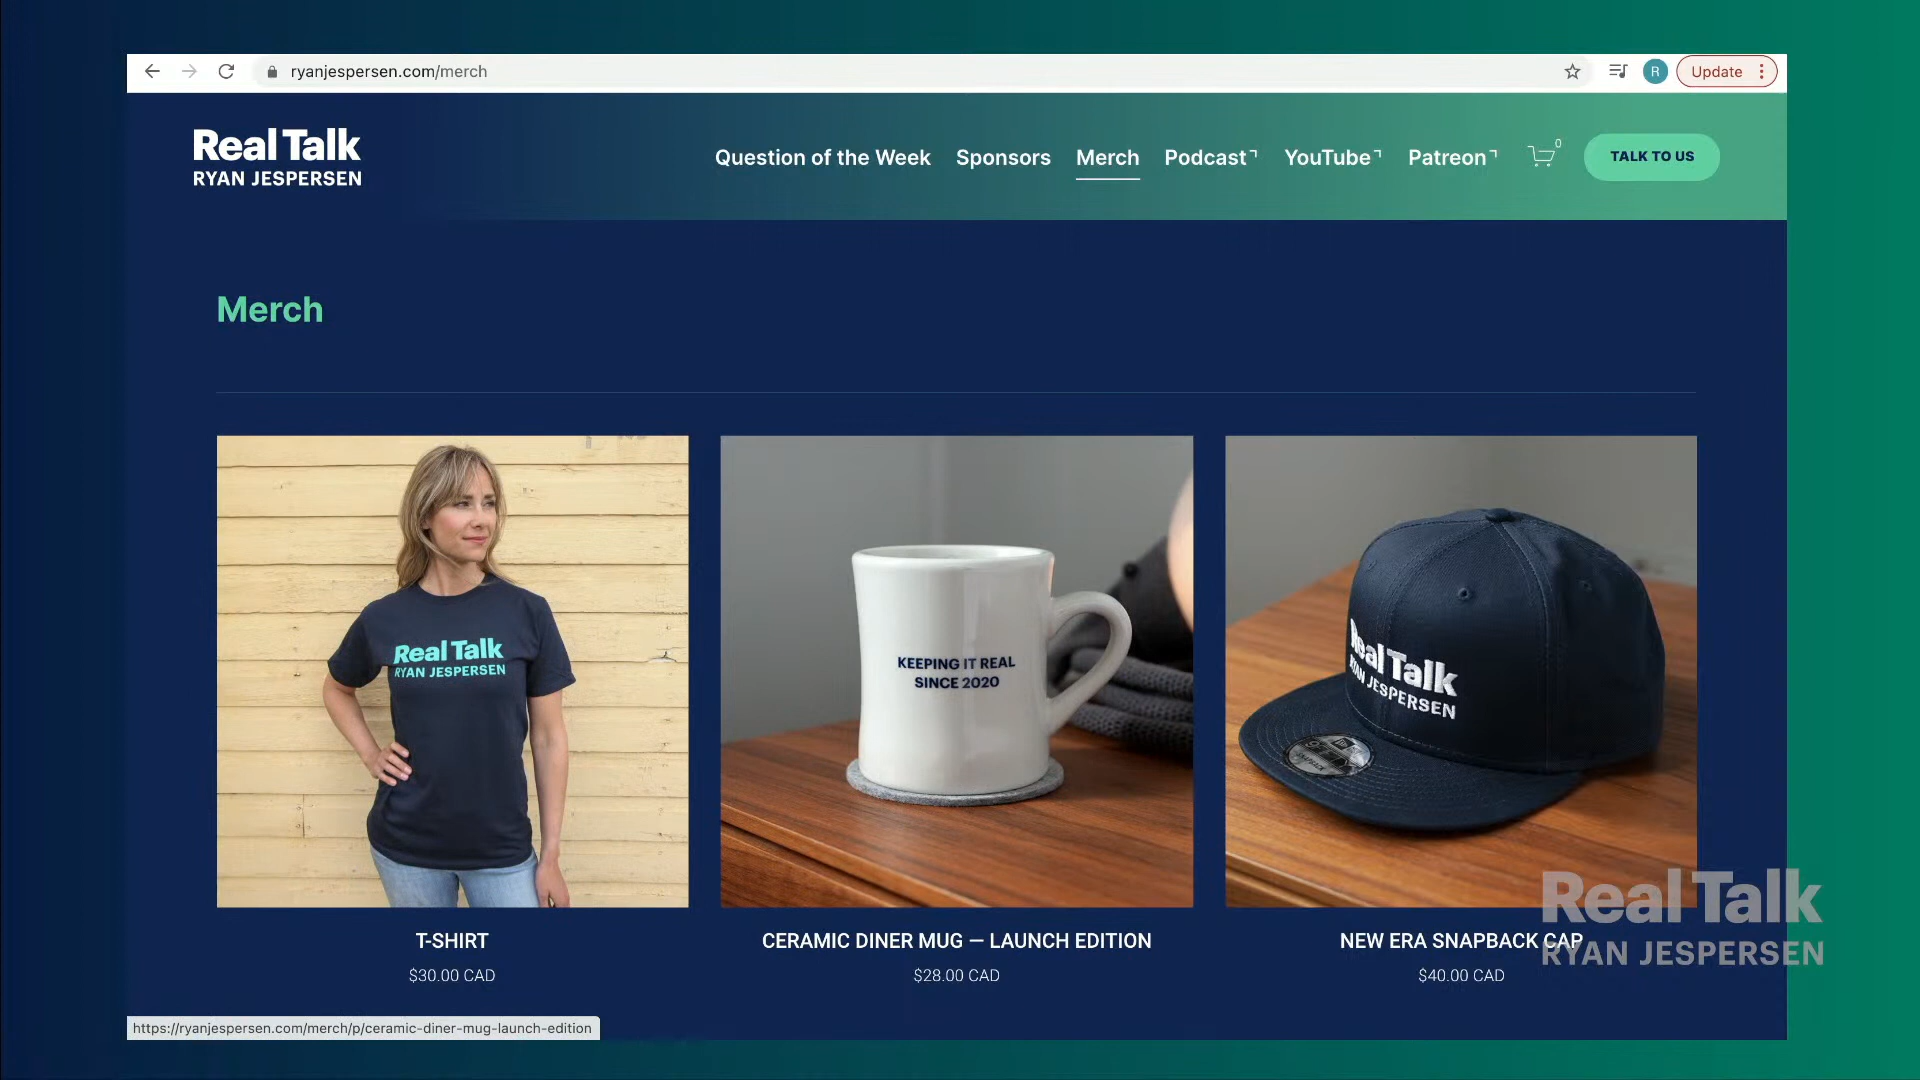 ryanjespersen.com/merch
R
Update
Real Talk
RYAN JESPERSEN
Question of the Week
Sponsors
Merch
Podcast
YouTube
Patreon
0
TALK TO US
Merch
Real Talk
RYAN JESPERSEN
KEEPING IT REAL
SINCE 2020
Real Talk
RYAN JESPERSEN
T-SHIRT
$30.00 CAD
CERAMIC DINER MUG — LAUNCH EDITION
$28.00 CAD
NEW ERA SNAPBACK CAP
$40.00 CAD
Real Talk
RYAN JESPERSEN
https://ryanjespersen.com/merch/p/ceramic-diner-mug-launch-edition